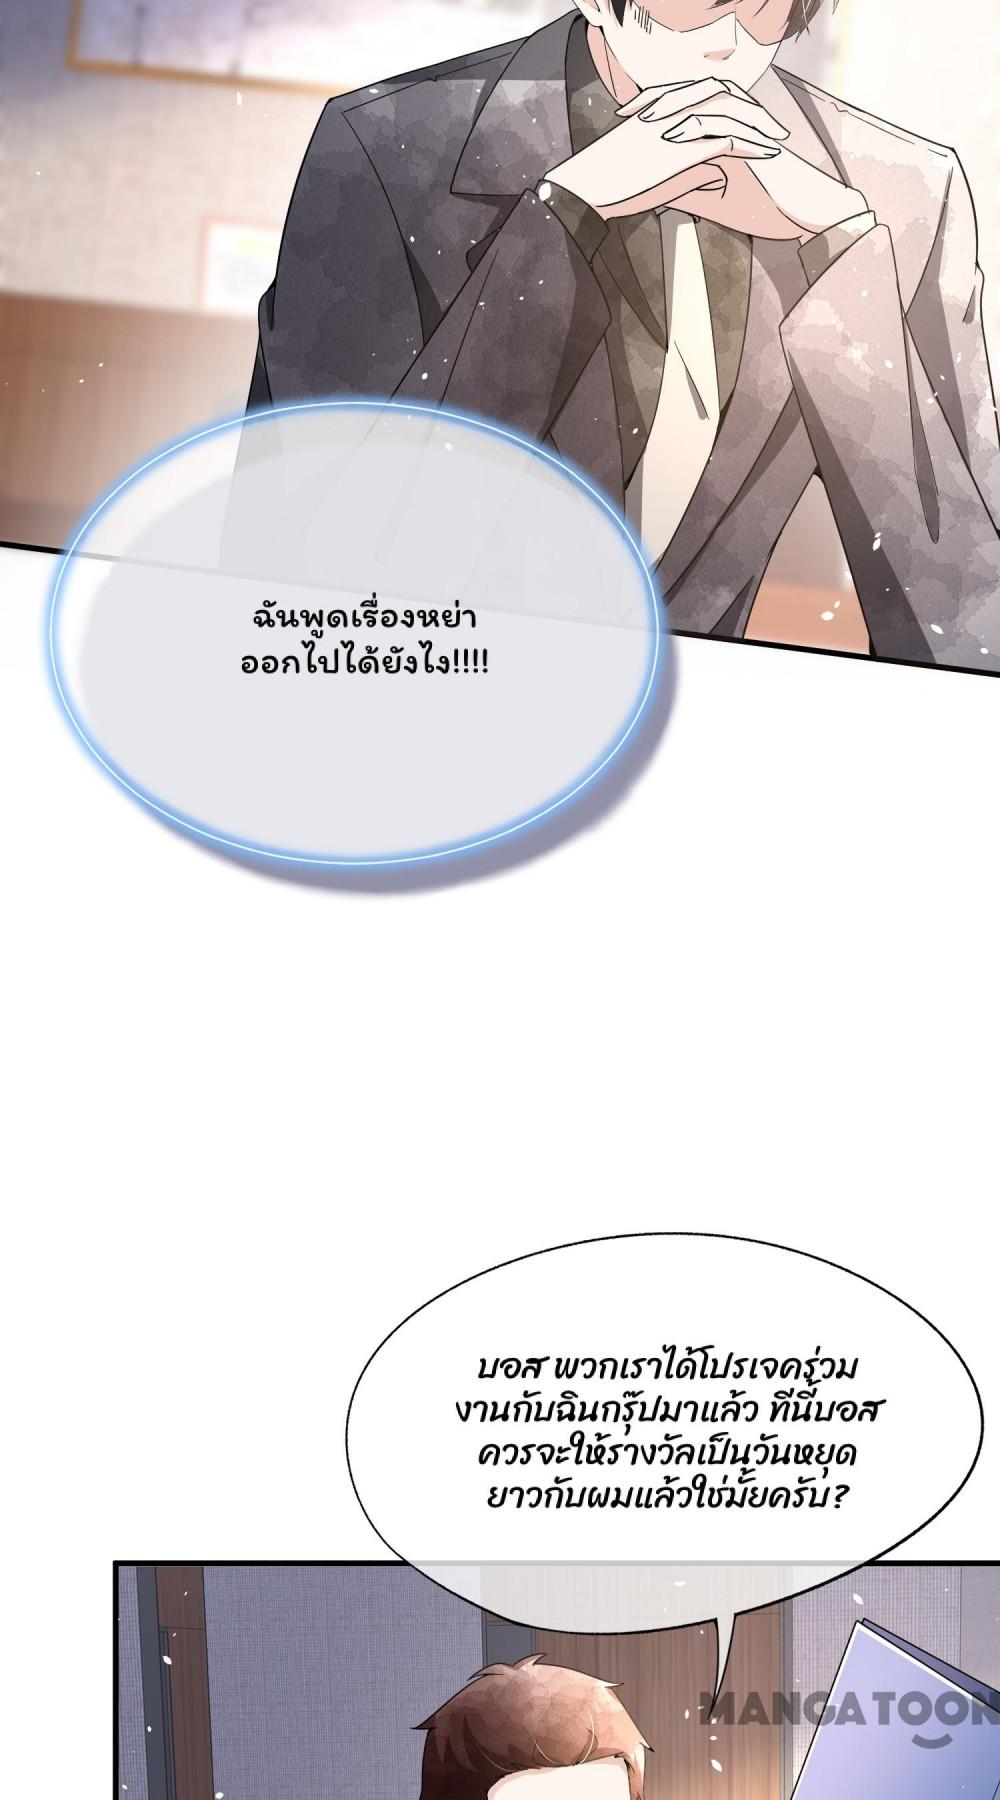 ฉันพูดเรื่องหย่า
ออกไปได้ยังไง!!!!
บอส พวกเราได้โปรเจคร่วม
งานกับฉินกรุ๊ปมาแล้ว ทีนี้บอส
ควรจะให้รางวัลเป็นวันหยุด
ยาวกับผมแล้วใช่มั้ยครับ?
MANGATOON